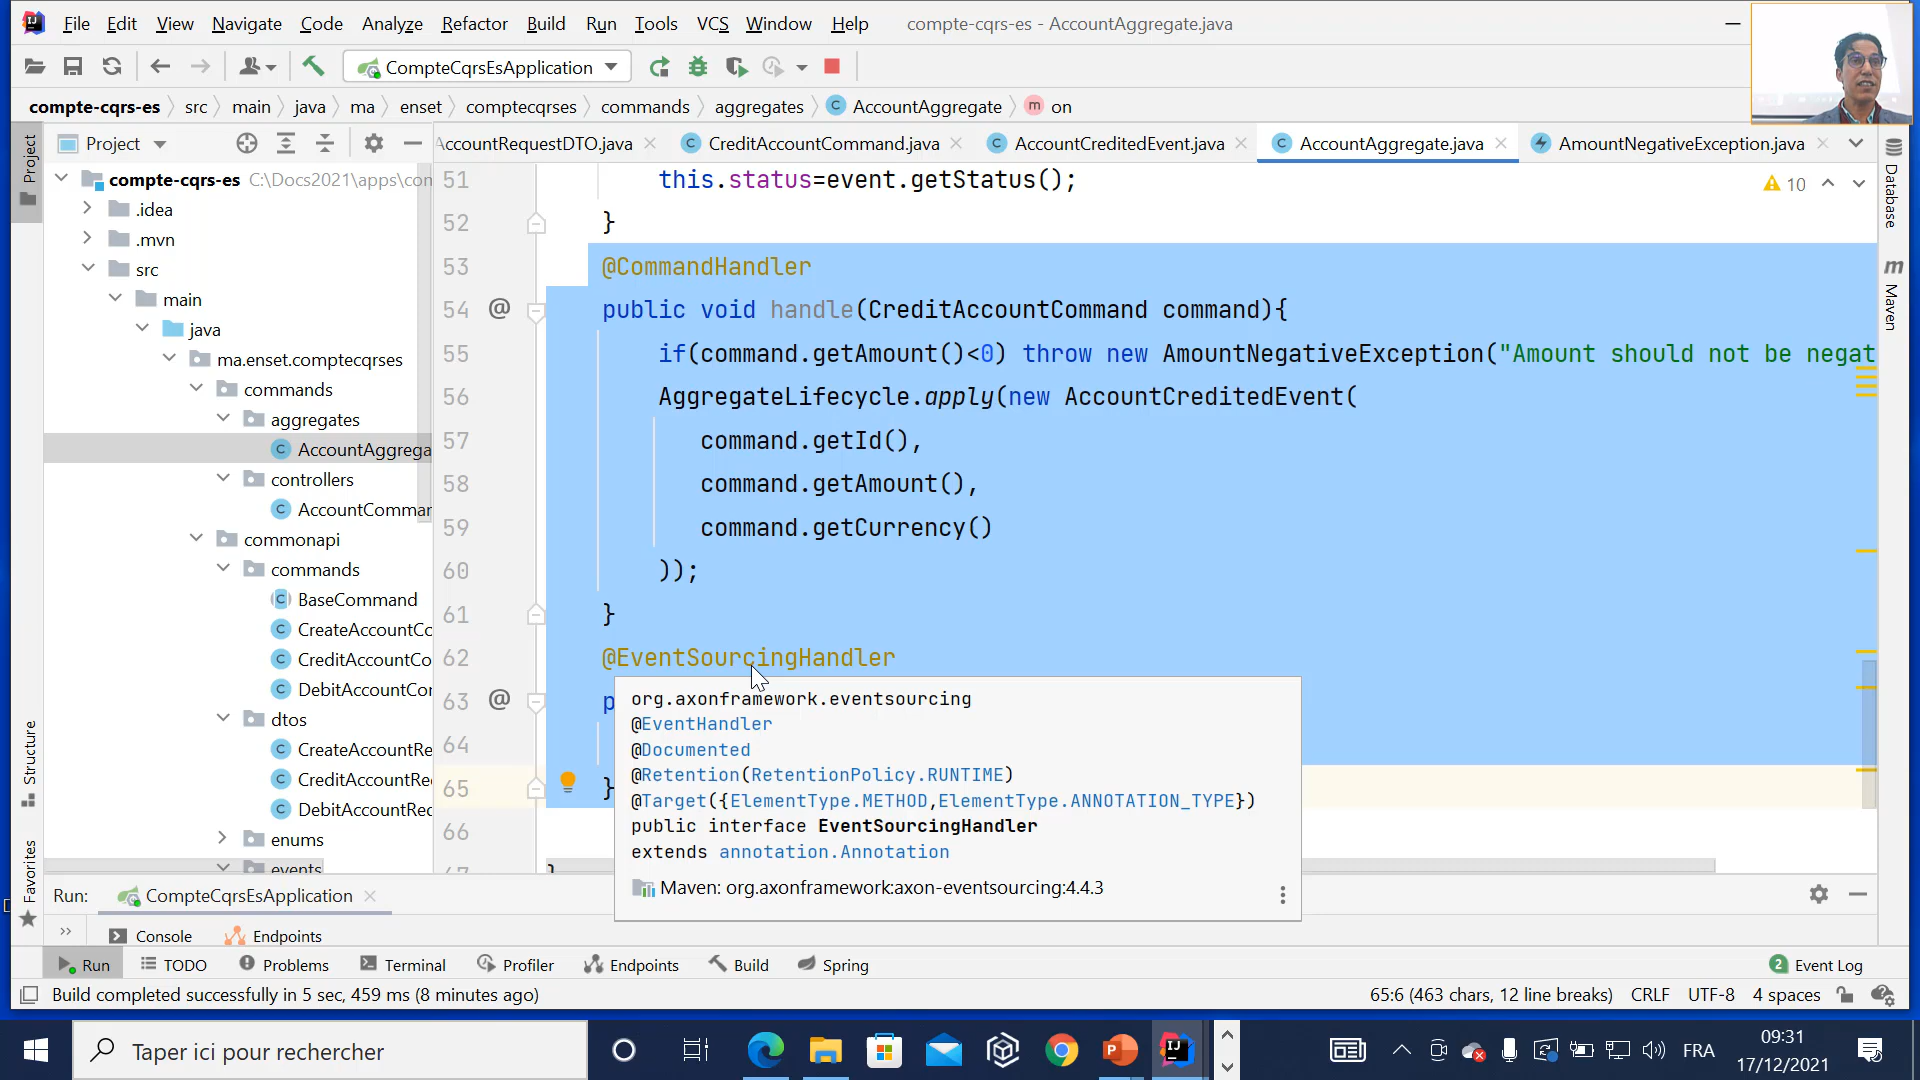 File Edit View Navigate Code Analyze Refactor Build Run Tools VCS Window Help compte-cqrs-es - AccountAggregate.java
CompteCqrsEsApplication
compte-cqrs-es src main java ma enset comptecqrses commands aggregates AccountAggregate on
Project
AccountRequestDTO.java CreditAccountCommand.java AccountCreditedEvent.java AccountAggregate.java AmountNegativeException.java
compte-cqrs-es C:\Docs2021\apps\con
.idea
.mvn
src
main
java
ma.enset.comptecqrses
commands
aggregates
AccountAggrega
controllers
AccountComman
commonapi
commands
BaseCommand
CreateAccountCo
CreditAccountCo
DebitAccountCor
dtos
CreateAccountRe
CreditAccountRec
DebitAccountRec
enums
events
51 this.status=event.getStatus();
52 }
53 @CommandHandler
54 @ public void handle(CreditAccountCommand command){
55 if(command.getAmount()<0) throw new AmountNegativeException("Amount should not be negat
56 AggregateLifecycle.apply(new AccountCreditedEvent(
57 command.getId(),
58 command.getAmount(),
59 command.getCurrency()
60 ));
61 }
62 @EventSourcingHandler
63 @ p
64
65 }
66
67 }
10
org.axonframework.eventsourcing
@EventHandler
@Documented
@Retention(RetentionPolicy.RUNTIME)
@Target({ElementType.METHOD,ElementType.ANNOTATION_TYPE})
public interface EventSourcingHandler
extends annotation.Annotation
Maven: org.axonframework:axon-eventsourcing:4.4.3
Project
Structure
Favorites
Database
m Maven
Run: CompteCqrsEsApplication
Console Endpoints
Run TODO Problems Terminal Profiler Endpoints Build Spring 2 Event Log
Build completed successfully in 5 sec, 459 ms (8 minutes ago) 65:6 (463 chars, 12 line breaks) CRLF UTF-8 4 spaces
Taper ici pour rechercher
FRA
09:31
17/12/2021